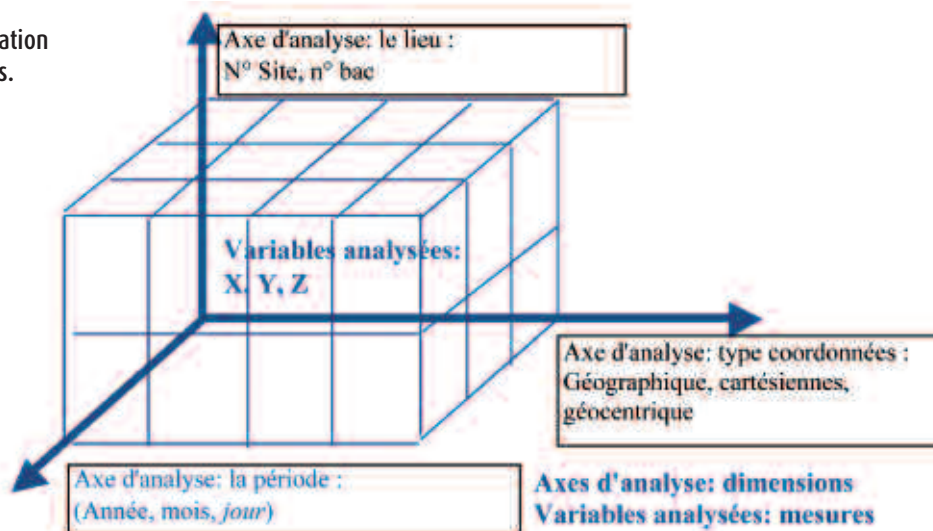 ation
s.
Axe d'analyse: le lieu :
N° Site, n° bac
Variables analysées:
X, Y, Z
Axe d'analyse: type coordonnées :
Géographique, cartésiennes,
géocentrique
Axe d'analyse: la période :
(Année, mois, jour)
Axes d'analyse: dimensions
Variables analysées: mesures